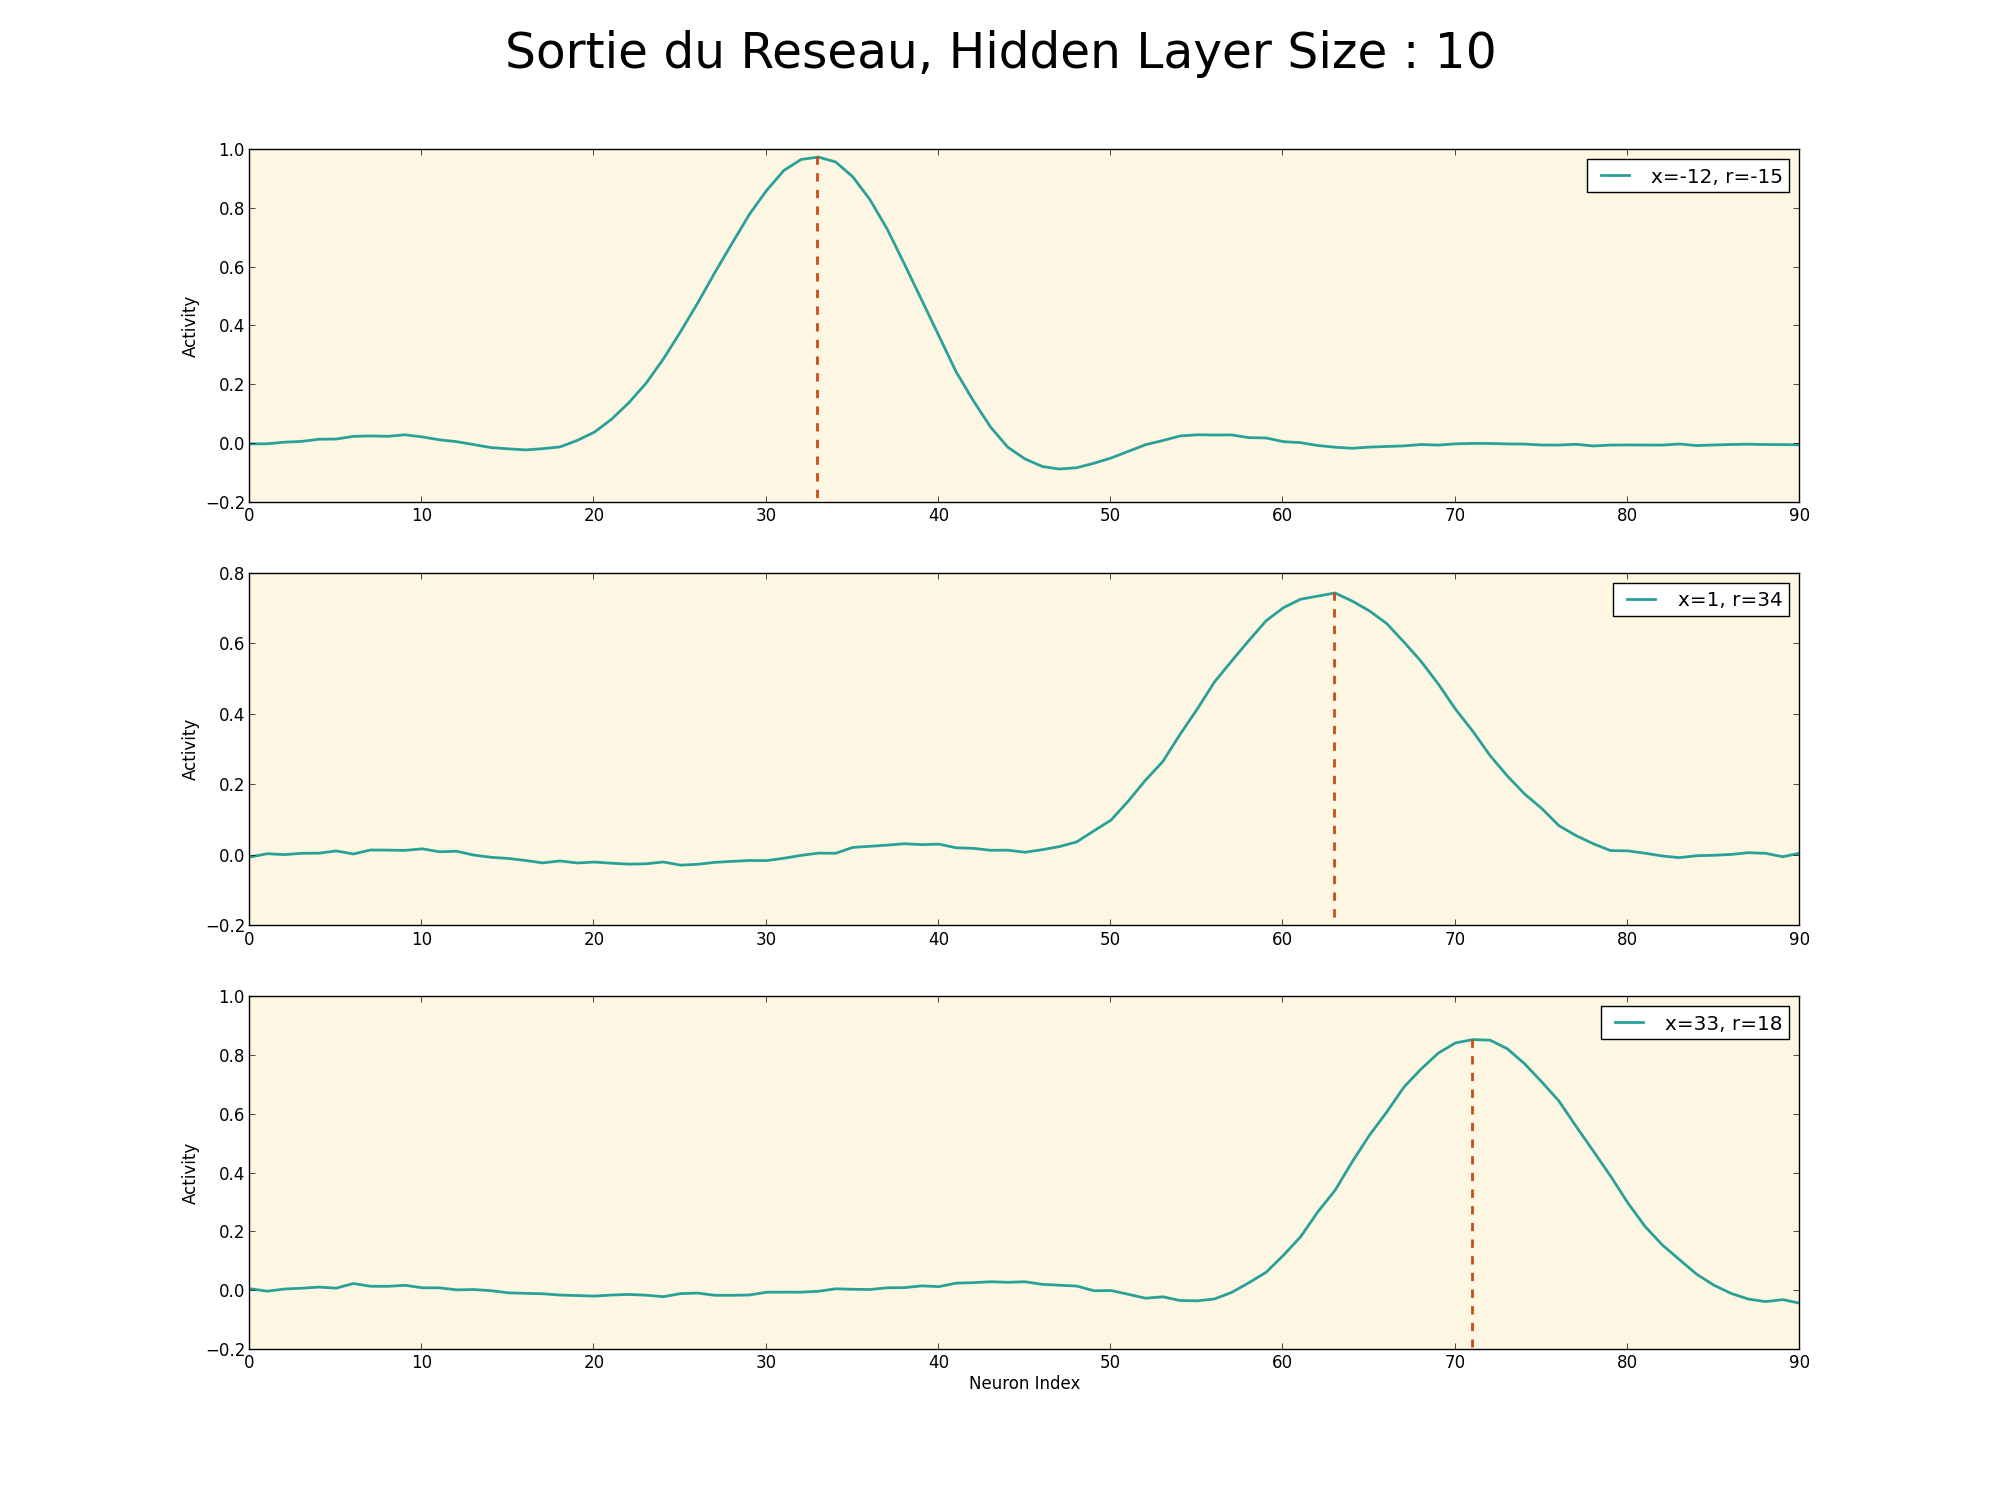 Sortie du Reseau, Hidden Layer Size : 10
1.0
0.8
0.6
0.4
0.2
0.0
−0.2
Activity
x=-12, r=-15
0 10 20 30 40 50 60 70 80 90
0.8
0.6
0.4
0.2
0.0
−0.2
Activity
x=1, r=34
0 10 20 30 40 50 60 70 80 90
1.0
0.8
0.6
0.4
0.2
0.0
−0.2
Activity
x=33, r=18
0 10 20 30 40 50 60 70 80 90
Neuron Index